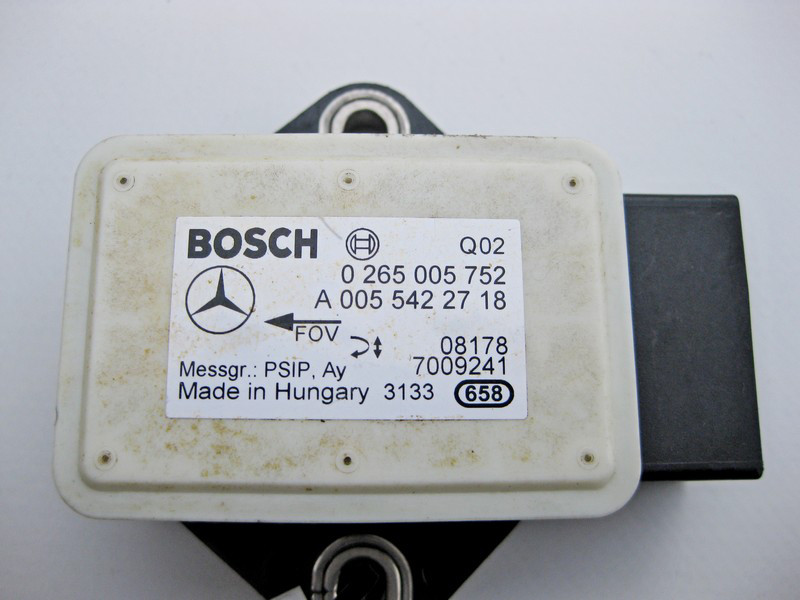 BOSCH Q02
0 265 005 752
A 005 542 27 18
FOV
08178
7009241
Messgr.: PSIP, Ay
Made in Hungary 3133 658